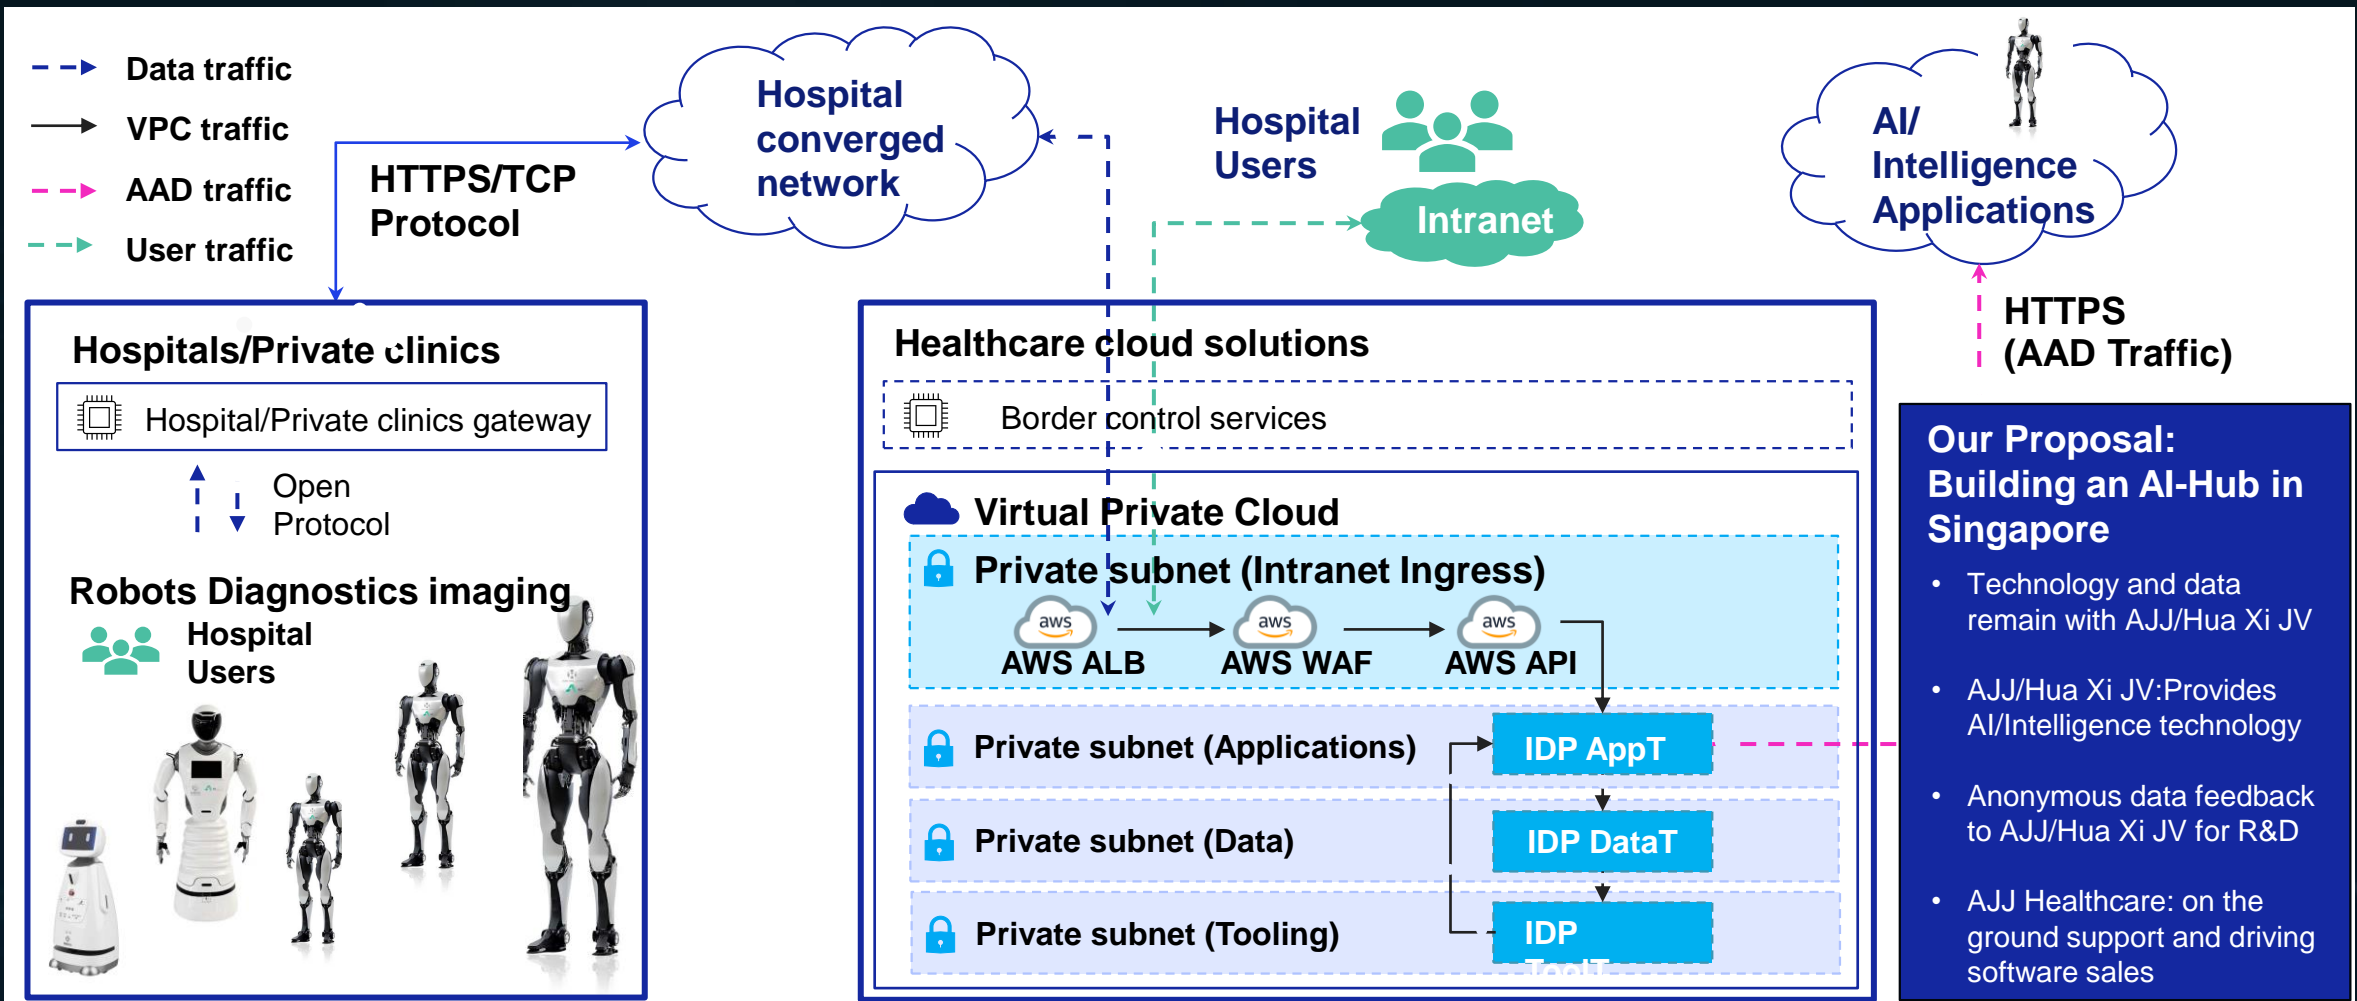 Data traffic
VPC traffic
AAD traffic
User traffic
HTTPS/TCP
Protocol
Hospital
converged
network
Hospital
Users
Intranet
AI/
Intelligence
Applications
HTTPS
(AAD Traffic)
Hospitals/Private clinics
Hospital/Private clinics gateway
Open
Protocol
Robots Diagnostics imaging
Hospital
Users
Healthcare cloud solutions
Border control services
Virtual Private Cloud
Private subnet (Intranet Ingress)
aws
aws
aws
AWS ALB
AWS WAF
AWS API
Private subnet (Applications)
IDP AppT
Private subnet (Data)
IDP DataT
Private subnet (Tooling)
IDP
ToolT
Our Proposal:
Building an AI-Hub in
Singapore
• Technology and data
remain with AJJ/Hua Xi JV
• AJJ/Hua Xi JV:Provides
AI/Intelligence technology
• Anonymous data feedback
to AJJ/Hua Xi JV for R&D
• AJJ Healthcare: on the
ground support and driving
software sales